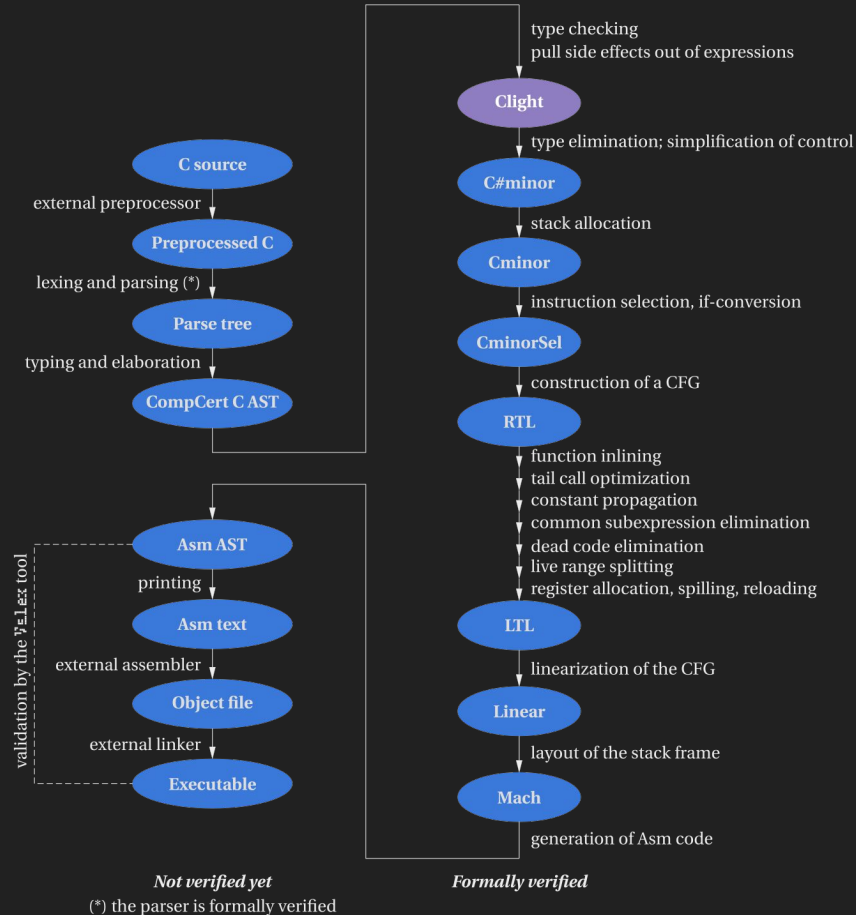 type checking
pull side effects out of expressions
Clight
type elimination; simplification of control
C#minor
stack allocation
Cminor
instruction selection, if-conversion
CminorSel
construction of a CFG
RTL
function inlining
tail call optimization
constant propagation
common subexpression elimination
dead code elimination
live range splitting
register allocation, spilling, reloading
LTL
linearization of the CFG
Linear
layout of the stack frame
Mach
generation of Asm code
Formally verified
C source
external preprocessor
Preprocessed C
lexing and parsing (*)
Parse tree
typing and elaboration
CompCert C AST
Asm AST
printing
Asm text
external assembler
Object file
external linker
Executable
validation by the Valex tool
Not verified yet
(*) the parser is formally verified